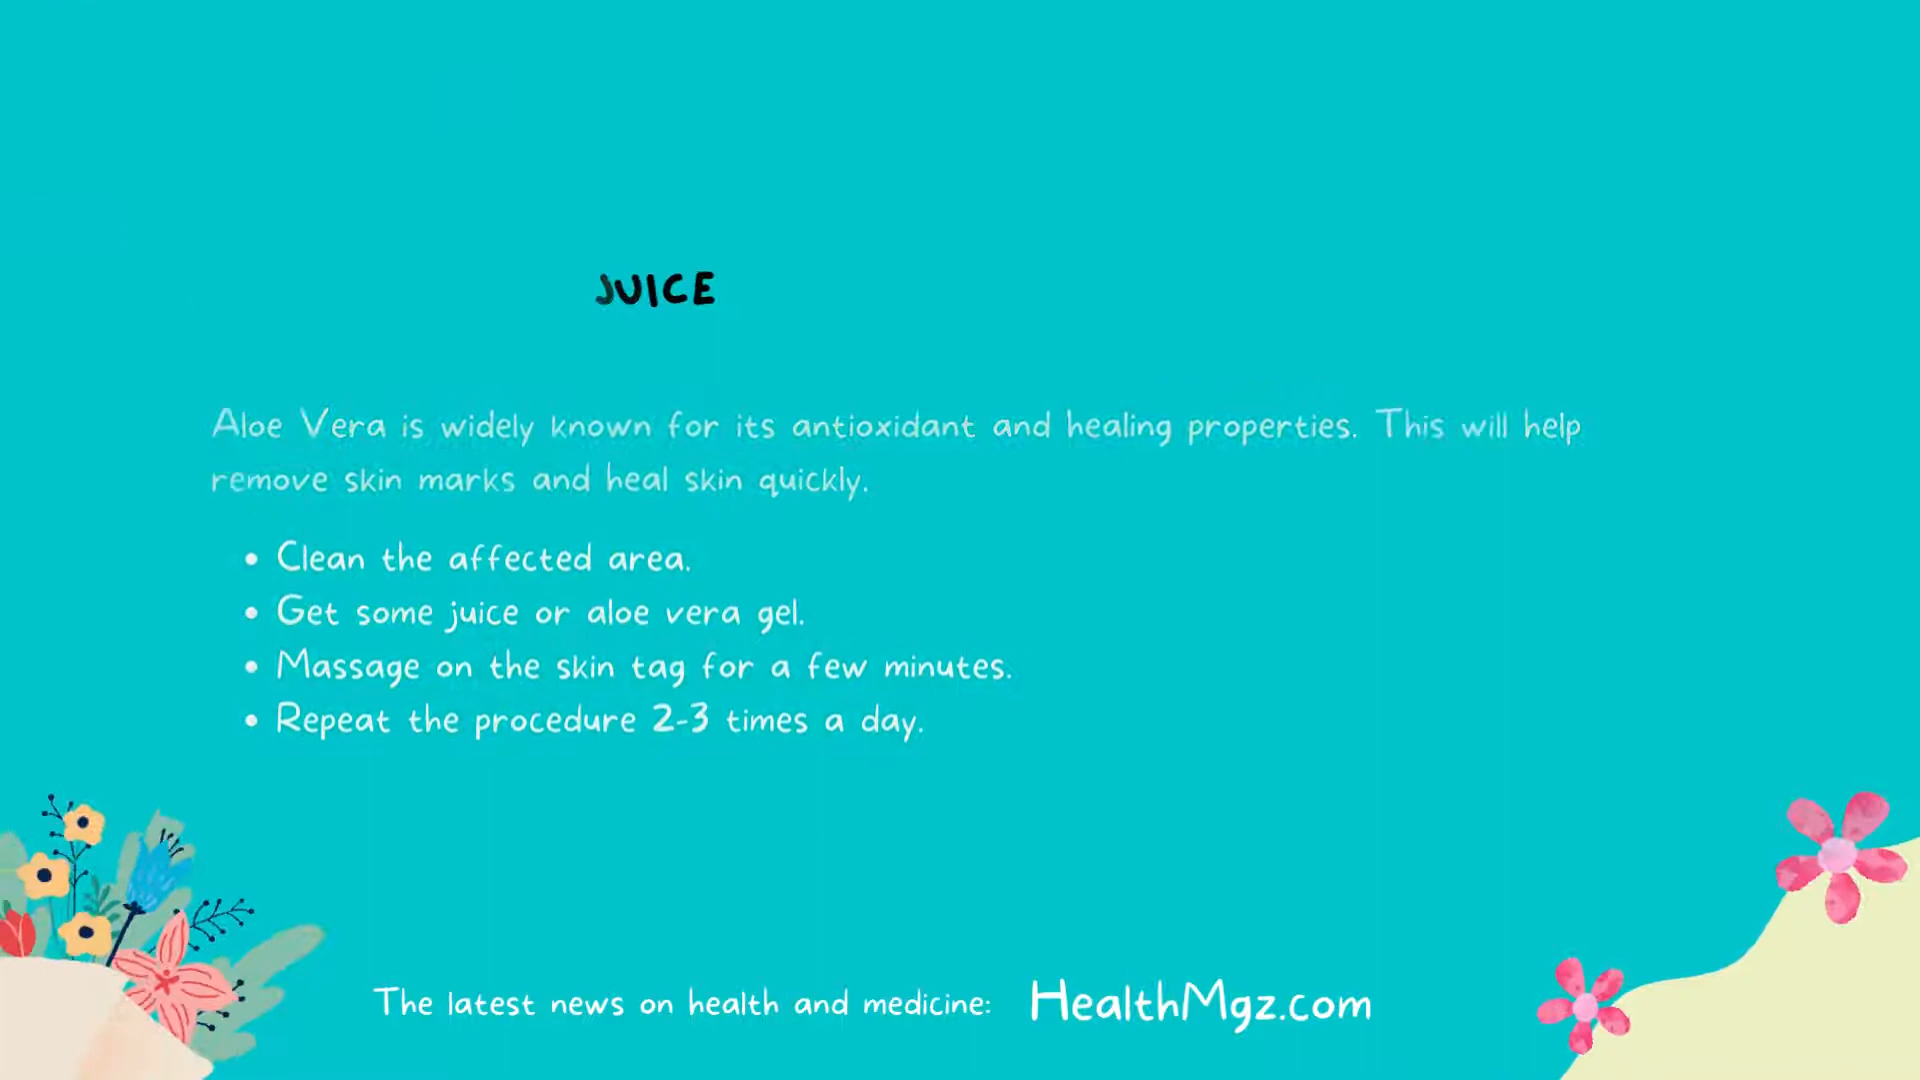 JUICE
Aloe Vera is widely known for its antioxidant and healing properties. This will help
remove skin marks and heal skin quickly.
• Clean the affected area.
• Get some juice or aloe vera gel.
• Massage on the skin tag for a few minutes.
• Repeat the procedure 2-3 times a day.
The latest news on health and medicine: HealthMgz.com